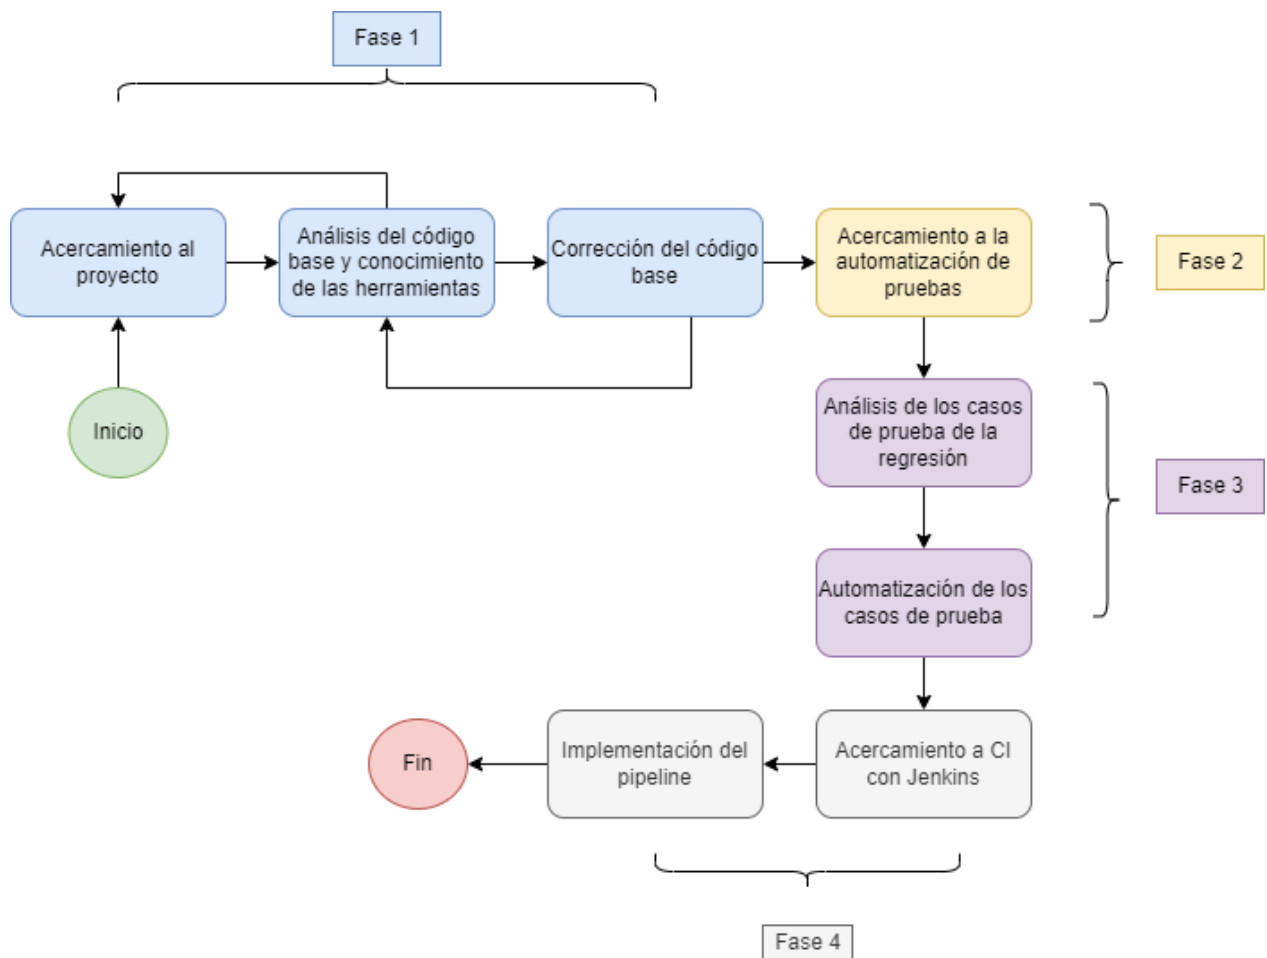 Fase 1
Acercamiento al
proyecto
Análisis del código
base y conocimiento
de las herramientas
Corrección del código
base
Acercamiento a la
automatización de
pruebas
Fase 2
Inicio
Análisis de los casos
de prueba de la
regresión
Fase 3
Automatización de los
casos de prueba
Fin
Implementación del
pipeline
Acercamiento a CI
con Jenkins
Fase 4